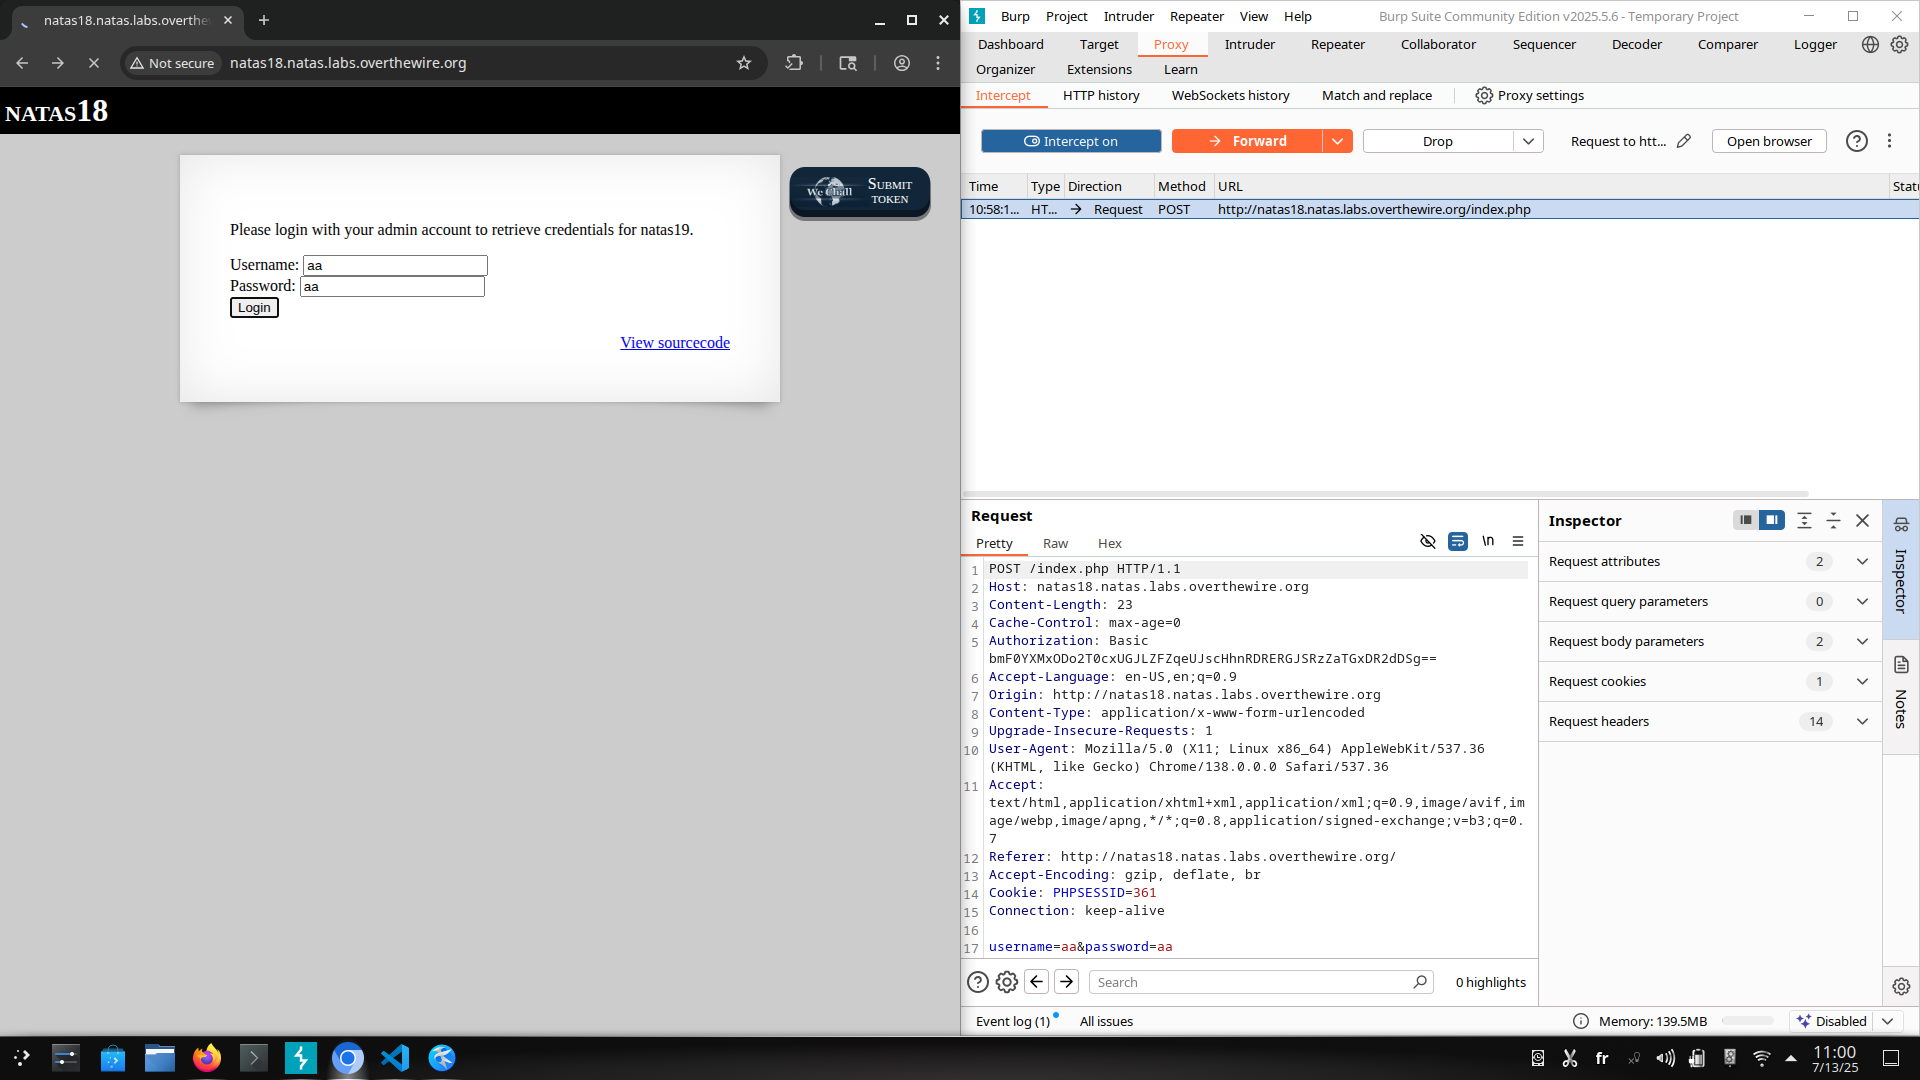 natas18.natas.labs.overthe
Not secure
natas18.natas.labs.overthewire.org
NATAS18
We Chall
SUBMIT TOKEN
Please login with your admin account to retrieve credentials for natas19.
Username: aa
Password: aa
Login
View sourcecode
Burp Project Intruder Repeater View Help
Burp Suite Community Edition v2025.5.6 - Temporary Project
Dashboard Target Proxy Intruder Repeater Collaborator Sequencer Decoder Comparer Logger
Organizer Extensions Learn
Intercept HTTP history WebSockets history Match and replace Proxy settings
Intercept on Forward Drop Request to htt... Open browser
Time Type Direction Method URL Statu
10:58:1... HT... Request POST http://natas18.natas.labs.overthewire.org/index.php
Request
Pretty Raw Hex \n
1 POST /index.php HTTP/1.1
2 Host: natas18.natas.labs.overthewire.org
3 Content-Length: 23
4 Cache-Control: max-age=0
5 Authorization: Basic
bmF0YXMxODo2T0cxUGJLZFZqeUJscHhnRDRERGJSRzZaTGxDR2dDSg==
6 Accept-Language: en-US,en;q=0.9
7 Origin: http://natas18.natas.labs.overthewire.org
8 Content-Type: application/x-www-form-urlencoded
9 Upgrade-Insecure-Requests: 1
10 User-Agent: Mozilla/5.0 (X11; Linux x86_64) AppleWebKit/537.36
(KHTML, like Gecko) Chrome/138.0.0.0 Safari/537.36
11 Accept:
text/html,application/xhtml+xml,application/xml;q=0.9,image/avif,im
age/webp,image/apng,*/*;q=0.8,application/signed-exchange;v=b3;q=0.
7
12 Referer: http://natas18.natas.labs.overthewire.org/
13 Accept-Encoding: gzip, deflate, br
14 Cookie: PHPSESSID=361
15 Connection: keep-alive
16
17 username=aa&password=aa
Search
0 highlights
Inspector
Request attributes 2
Request query parameters 0
Request body parameters 2
Request cookies 1
Request headers 14
Inspector
Notes
Event log (1) All issues
Memory: 139.5MB
Disabled
fr
11:00
7/13/25